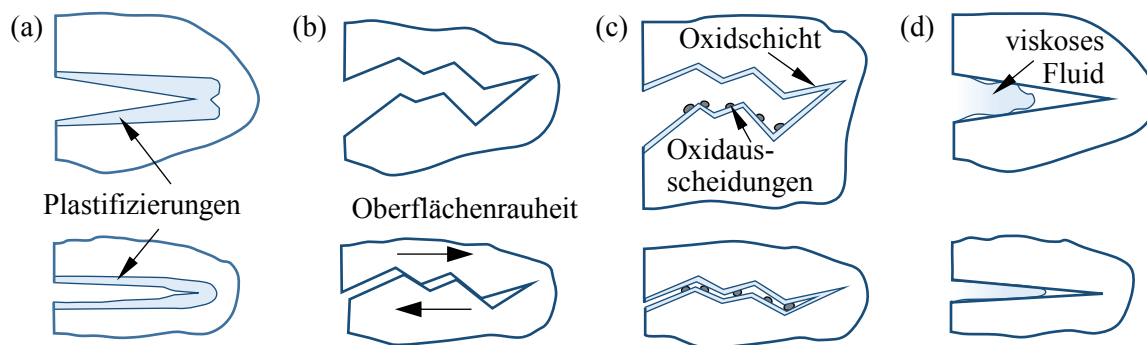 (a)
(b)
(c)
(d)
Oxidschicht
viskoses
Fluid
Oxidaus-
scheidungen
Plastifizierungen
Oberflächenrauheit